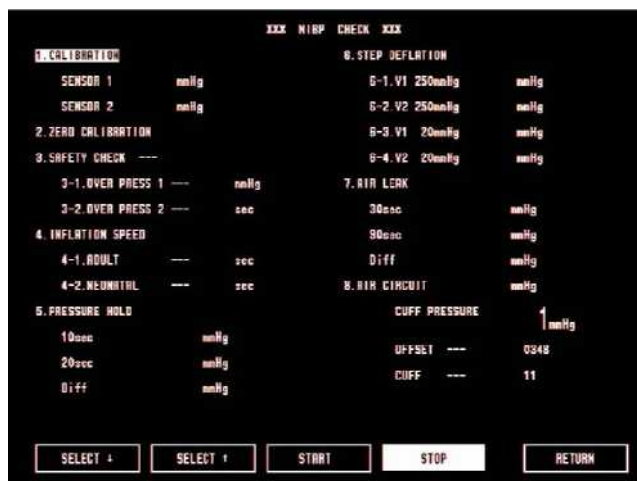 XXX NIBP CHECK XXX
1.CALIBRATION
SENSOR 1 mmHg
SENSOR 2 mmHg
2.ZERO CALIBRATION
3.SAFETY CHECK ---
3-1.OVER PRESS 1 --- mmHg
3-2.OVER PRESS 2 --- sec
4.INFLATION SPEED
4-1.ADULT --- sec
4-2.NEONATAL --- sec
5.PRESSURE HOLD
10sec mmHg
20sec mmHg
Diff mmHg
6.STEP DEFLATION
6-1.V1 250mmHg mmHg
6-2.V2 250mmHg mmHg
6-3.V1 20mmHg mmHg
6-4.V2 20mmHg mmHg
7.AIR LEAK
30sec mmHg
90sec mmHg
Diff mmHg
8.AIR CIRCUIT mmHg
CUFF PRESSURE 1 mmHg
OFFSET --- 0348
CUFF --- 11
SELECT ↓ SELECT ↑ START STOP RETURN